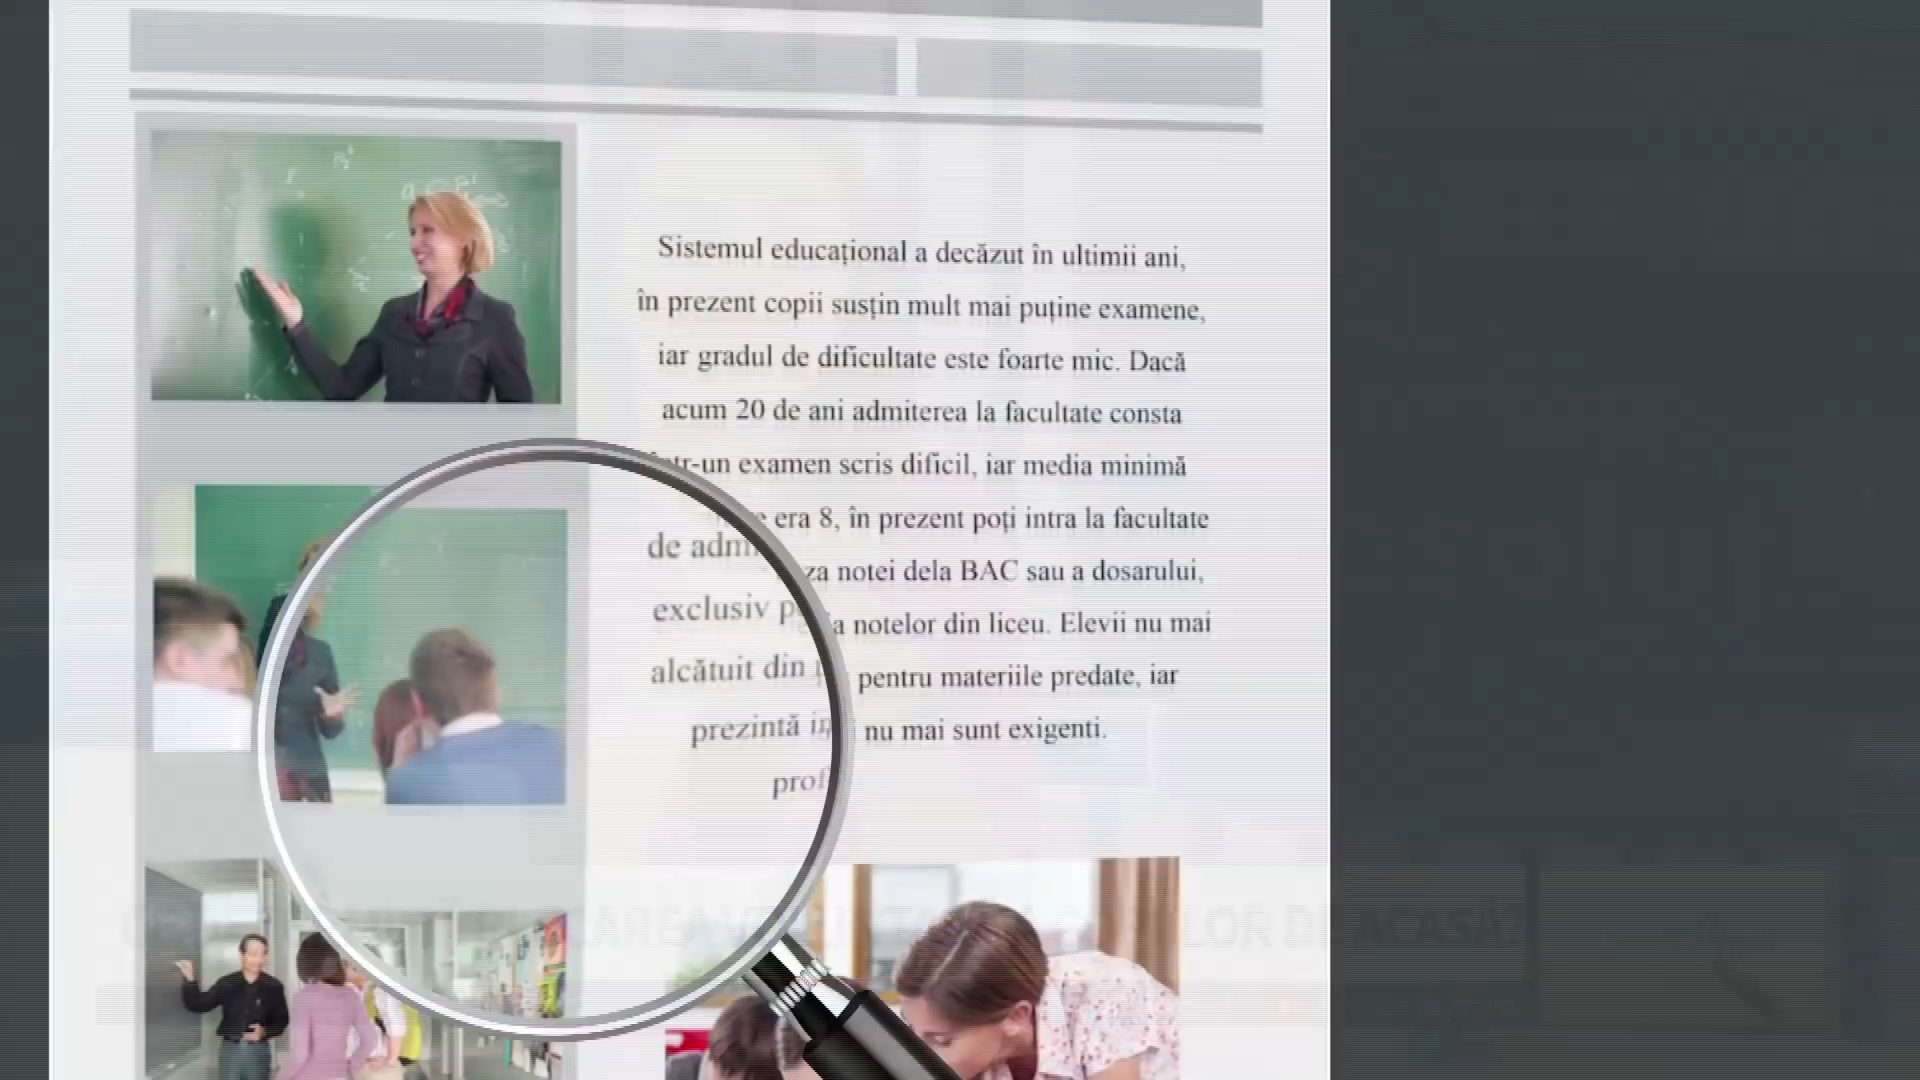 Sistemul educațional a decăzut în ultimii ani,
în prezent copii susțin mult mai puține examene,
iar gradul de dificultate este foarte mic. Dacă
acum 20 de ani admiterea la facultate consta
într-un examen scris dificil, iar media minimă
de era 8, în prezent poți intra la facultate
exclusiv notei dela BAC sau a dosarului,
alcătuit din notelor din liceu. Elevii nu mai
prezintă pentru materiile predate, iar
nu mai sunt exigenti.